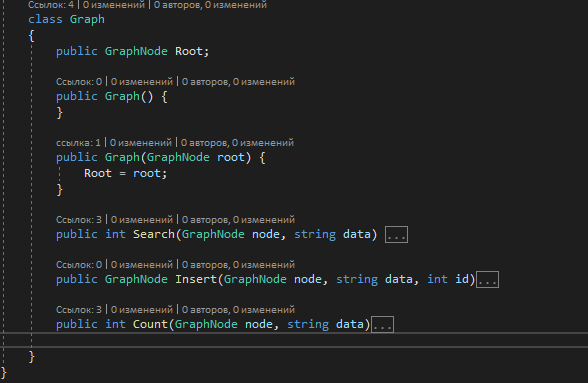 Ссылок: 4 | 0 изменений | 0 авторов, 0 изменений
class Graph
{
public GraphNode Root;
Ссылок: 0 | 0 изменений | 0 авторов, 0 изменений
public Graph() {
}
ссылка: 1 | 0 изменений | 0 авторов, 0 изменений
public Graph(GraphNode root) {
Root = root;
}
Ссылок: 3 | 0 изменений | 0 авторов, 0 изменений
public int Search(GraphNode node, string data) ...
Ссылок: 0 | 0 изменений | 0 авторов, 0 изменений
public GraphNode Insert(GraphNode node, string data, int id)...
Ссылок: 3 | 0 изменений | 0 авторов, 0 изменений
public int Count(GraphNode node, string data)...
}
}